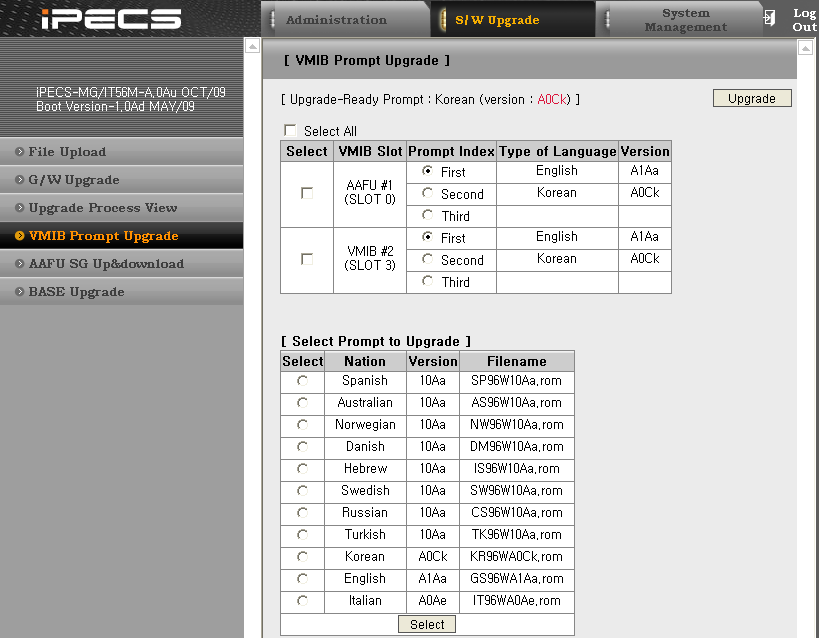 iPECS
Administration
S/W Upgrade
System Management
Log Out
iPECS-MG/IT56M-A.0Au OCT/09
Boot Version-1.0Ad MAY/09
File Upload
G/W Upgrade
Upgrade Process View
VMIB Prompt Upgrade
AAFU SG Up&download
BASE Upgrade
[ VMIB Prompt Upgrade ]
[ Upgrade-Ready Prompt : Korean (version : A0Ck) ]
Upgrade
Select All
Select VMIB Slot Prompt Index Type of Language Version
AAFU #1
(SLOT 0)
First English A1Aa
Second Korean A0Ck
Third
VMIB #2
(SLOT 3)
First English A1Aa
Second Korean A0Ck
Third
[ Select Prompt to Upgrade ]
Select Nation Version Filename
Spanish 10Aa SP96W10Aa.rom
Australian 10Aa AS96W10Aa.rom
Norwegian 10Aa NW96W10Aa.rom
Danish 10Aa DM96W10Aa.rom
Hebrew 10Aa IS96W10Aa.rom
Swedish 10Aa SW96W10Aa.rom
Russian 10Aa CS96W10Aa.rom
Turkish 10Aa TK96W10Aa.rom
Korean A0Ck KR96WA0Ck.rom
English A1Aa GS96WA1Aa.rom
Italian A0Ae IT96WA0Ae.rom
Select